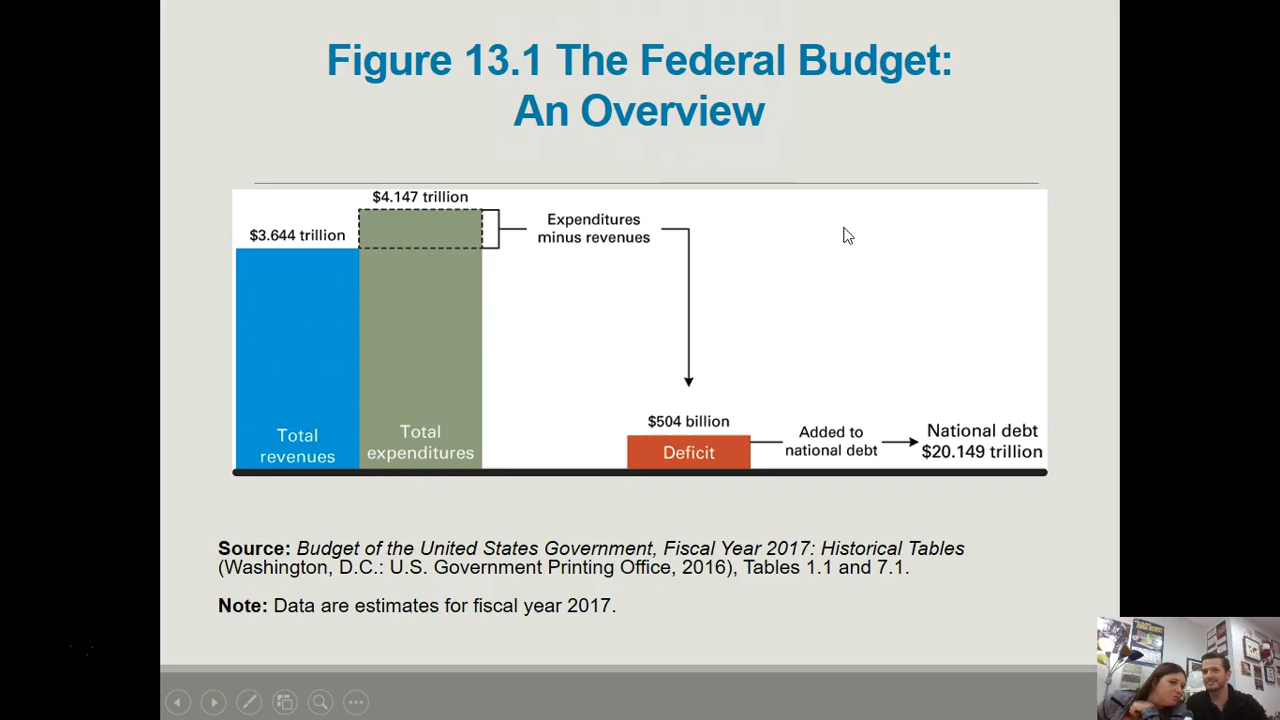 Figure 13.1 The Federal Budget:
An Overview
$4.147 trillion
$3.644 trillion
Expenditures
minus revenues
Total
revenues
Total
expenditures
$504 billion
Deficit
Added to
national debt
National debt
$20.149 trillion
Source: Budget of the United States Government, Fiscal Year 2017: Historical Tables
(Washington, D.C.: U.S. Government Printing Office, 2016), Tables 1.1 and 7.1.
Note: Data are estimates for fiscal year 2017.